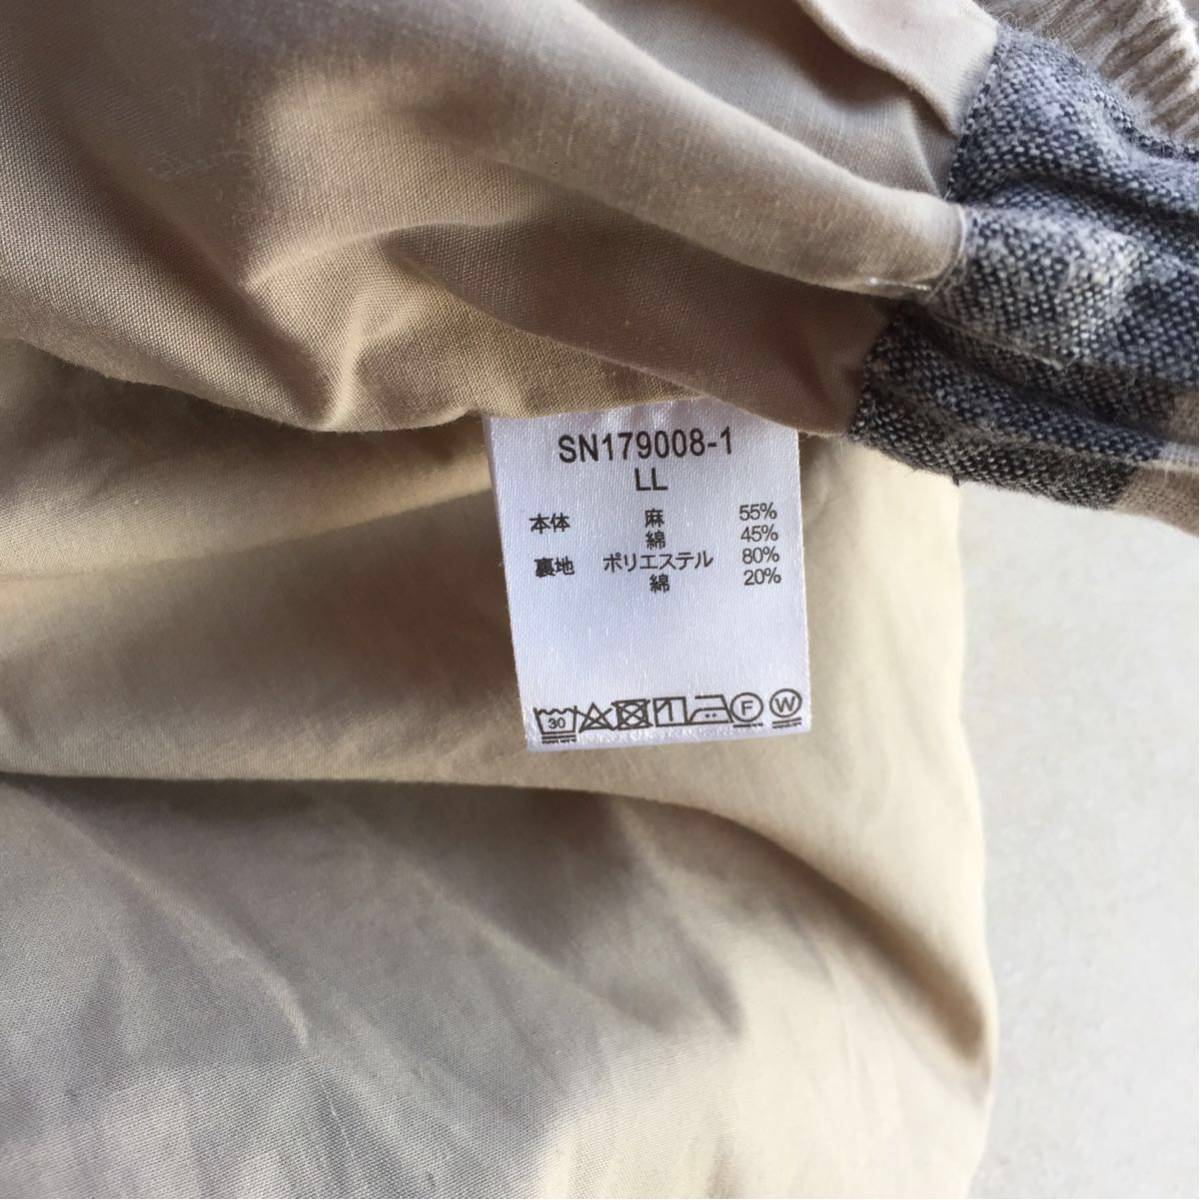 SN179008-1
LL
本体 麻 55%
綿 45%
裏地 ポリエステル 80%
綿 20%
30 F W